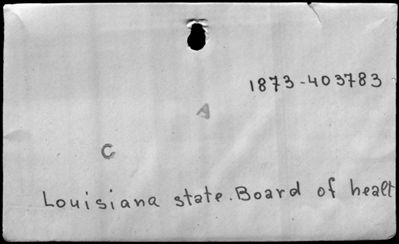 1873-403783
A
C
Louisiana state. Board of healt